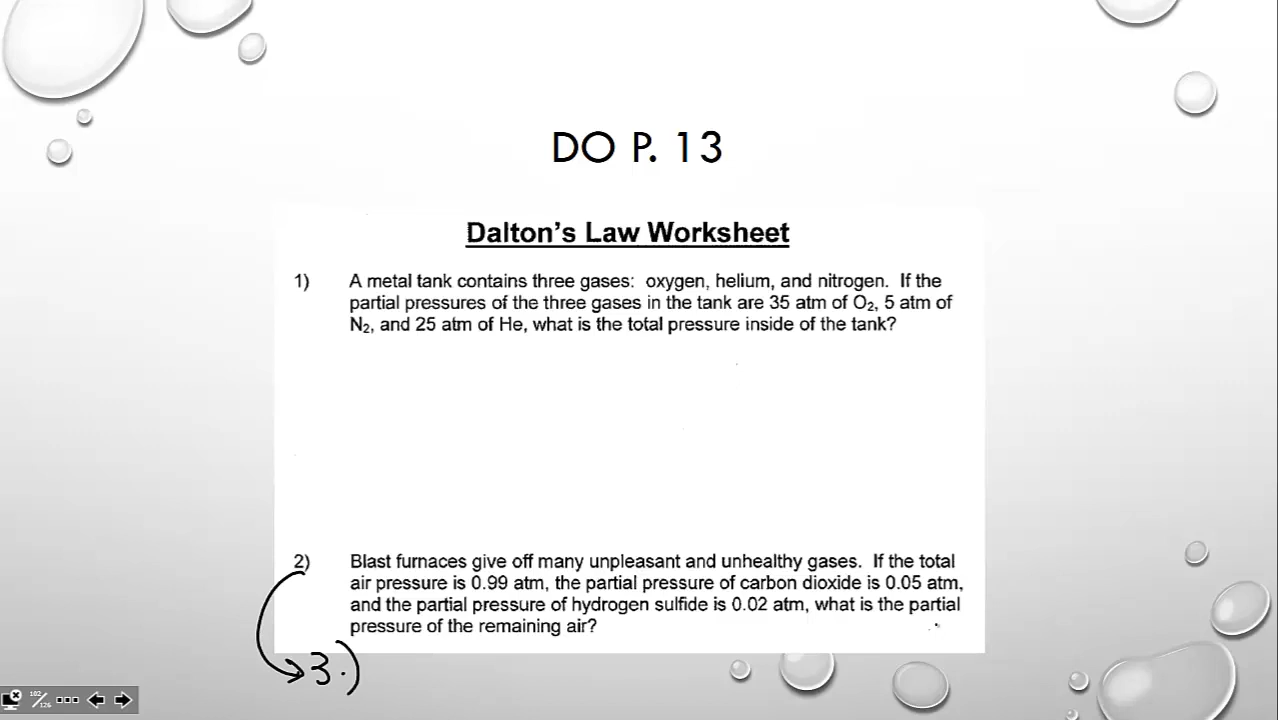 DO P. 13
Dalton's Law Worksheet
1) A metal tank contains three gases: oxygen, helium, and nitrogen. If the
partial pressures of the three gases in the tank are 35 atm of O₂, 5 atm of
N₂, and 25 atm of He, what is the total pressure inside of the tank?
2) Blast furnaces give off many unpleasant and unhealthy gases. If the total
air pressure is 0.99 atm, the partial pressure of carbon dioxide is 0.05 atm,
and the partial pressure of hydrogen sulfide is 0.02 atm, what is the partial
pressure of the remaining air?
3.)
102/126